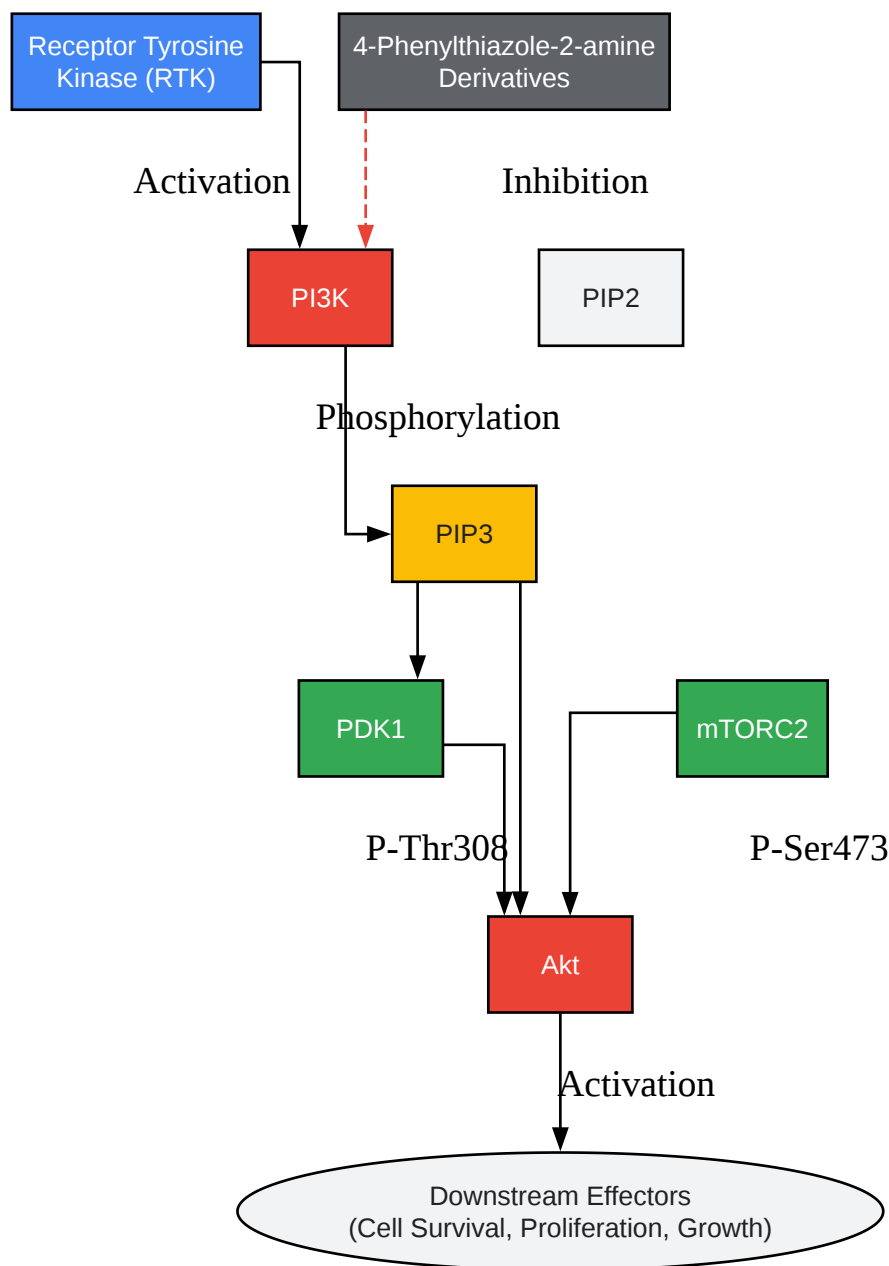 Receptor Tyrosine
Kinase (RTK)
4-Phenylthiazole-2-amine
Derivatives
Activation
Inhibition
PI3K
PIP2
Phosphorylation
PIP3
PDK1
mTORC2
P-Thr308
P-Ser473
Akt
Activation
Downstream Effectors
(Cell Survival, Proliferation, Growth)